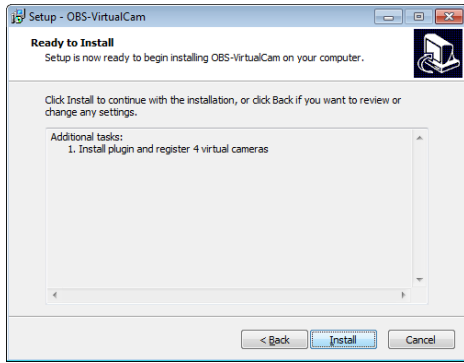 Setup - OBS-VirtualCam
Ready to Install
Setup is now ready to begin installing OBS-VirtualCam on your computer.
Click Install to continue with the installation, or click Back if you want to review or
change any settings.
Additional tasks:
1. Install plugin and register 4 virtual cameras
< Back
Install
Cancel